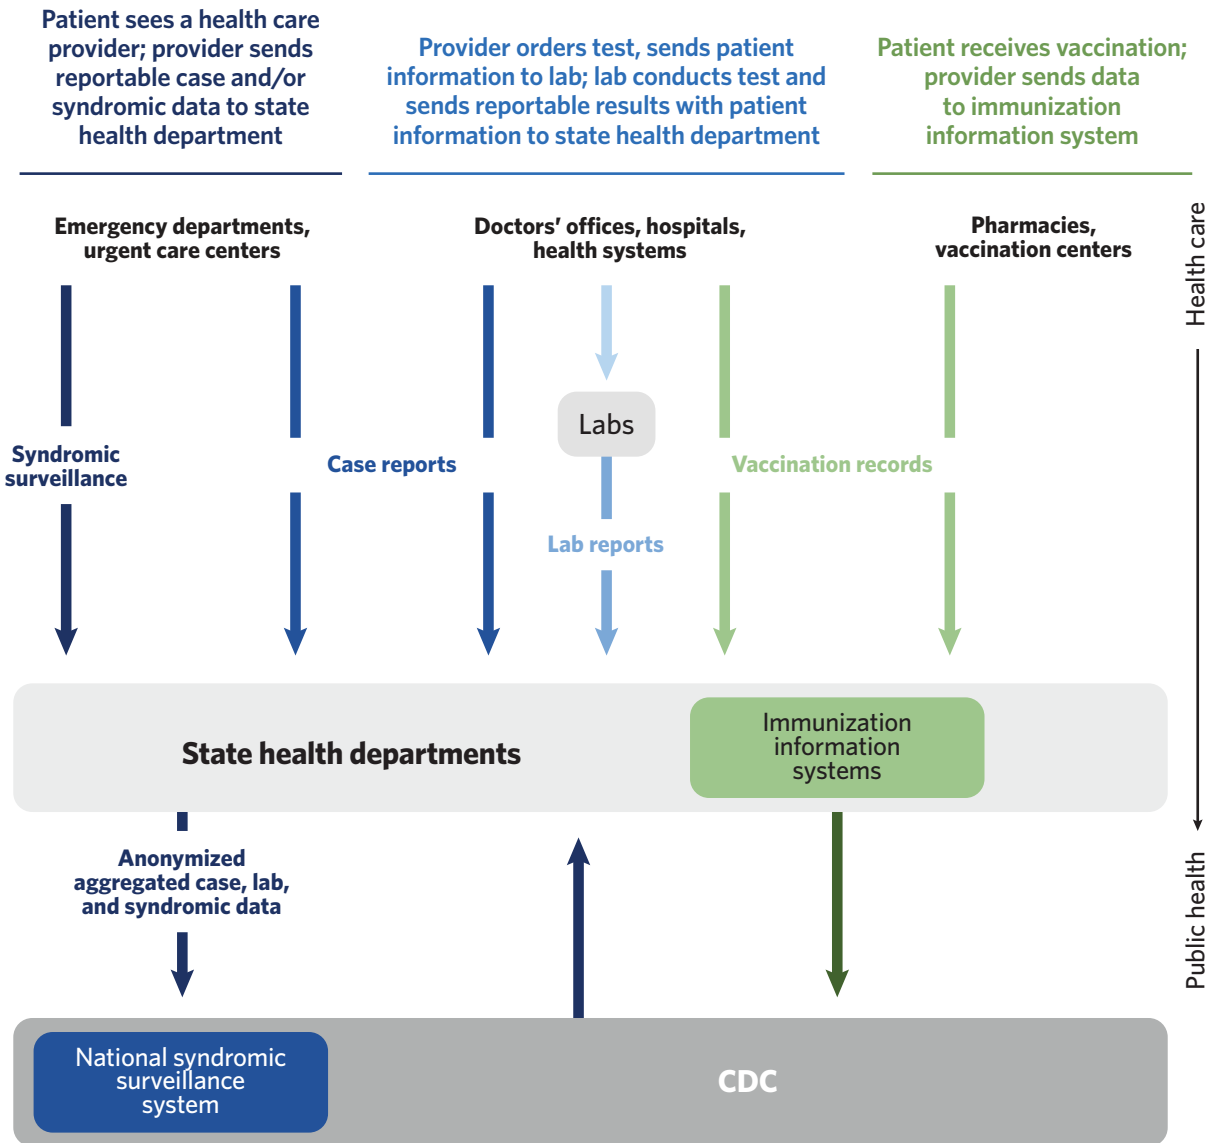 Patient sees a health care
provider; provider sends
reportable case and/or
syndromic data to state
health department
Provider orders test, sends patient
information to lab; lab conducts test and
sends reportable results with patient
information to state health department
Patient receives vaccination;
provider sends data
to immunization
information system
Emergency departments,
urgent care centers
Doctors’ offices, hospitals,
health systems
Pharmacies,
vaccination centers
Health care
Labs
Syndromic
surveillance
Case reports
Vaccination records
Lab reports
State health departments
Immunization
information
systems
Anonymized
aggregated case, lab,
and syndromic data
Public health
National syndromic
surveillance
system
CDC